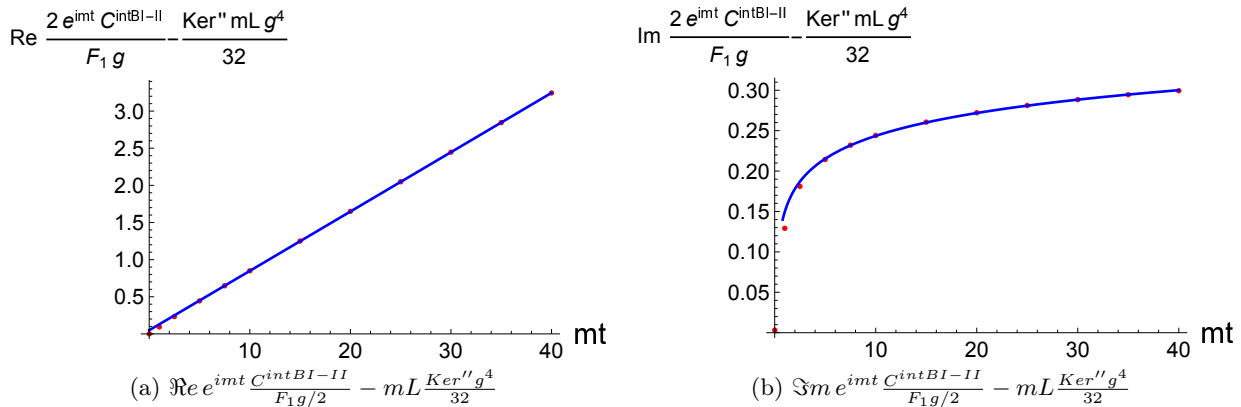 Re 2 e^{imt} C^{intBI−II} / F_1 g − Ker'' mL g^4 / 32
3.0
2.5
2.0
1.5
1.0
0.5
10 20 30 40
mt
(a) ℜe e^{imt} C^{intBI−II} / F_1 g/2 − mL Ker'' g^4 / 32
Im 2 e^{imt} C^{intBI−II} / F_1 g − Ker'' mL g^4 / 32
0.30
0.25
0.20
0.15
0.10
0.05
10 20 30 40
mt
(b) ℑm e^{imt} C^{intBI−II} / F_1 g/2 − mL Ker'' g^4 / 32